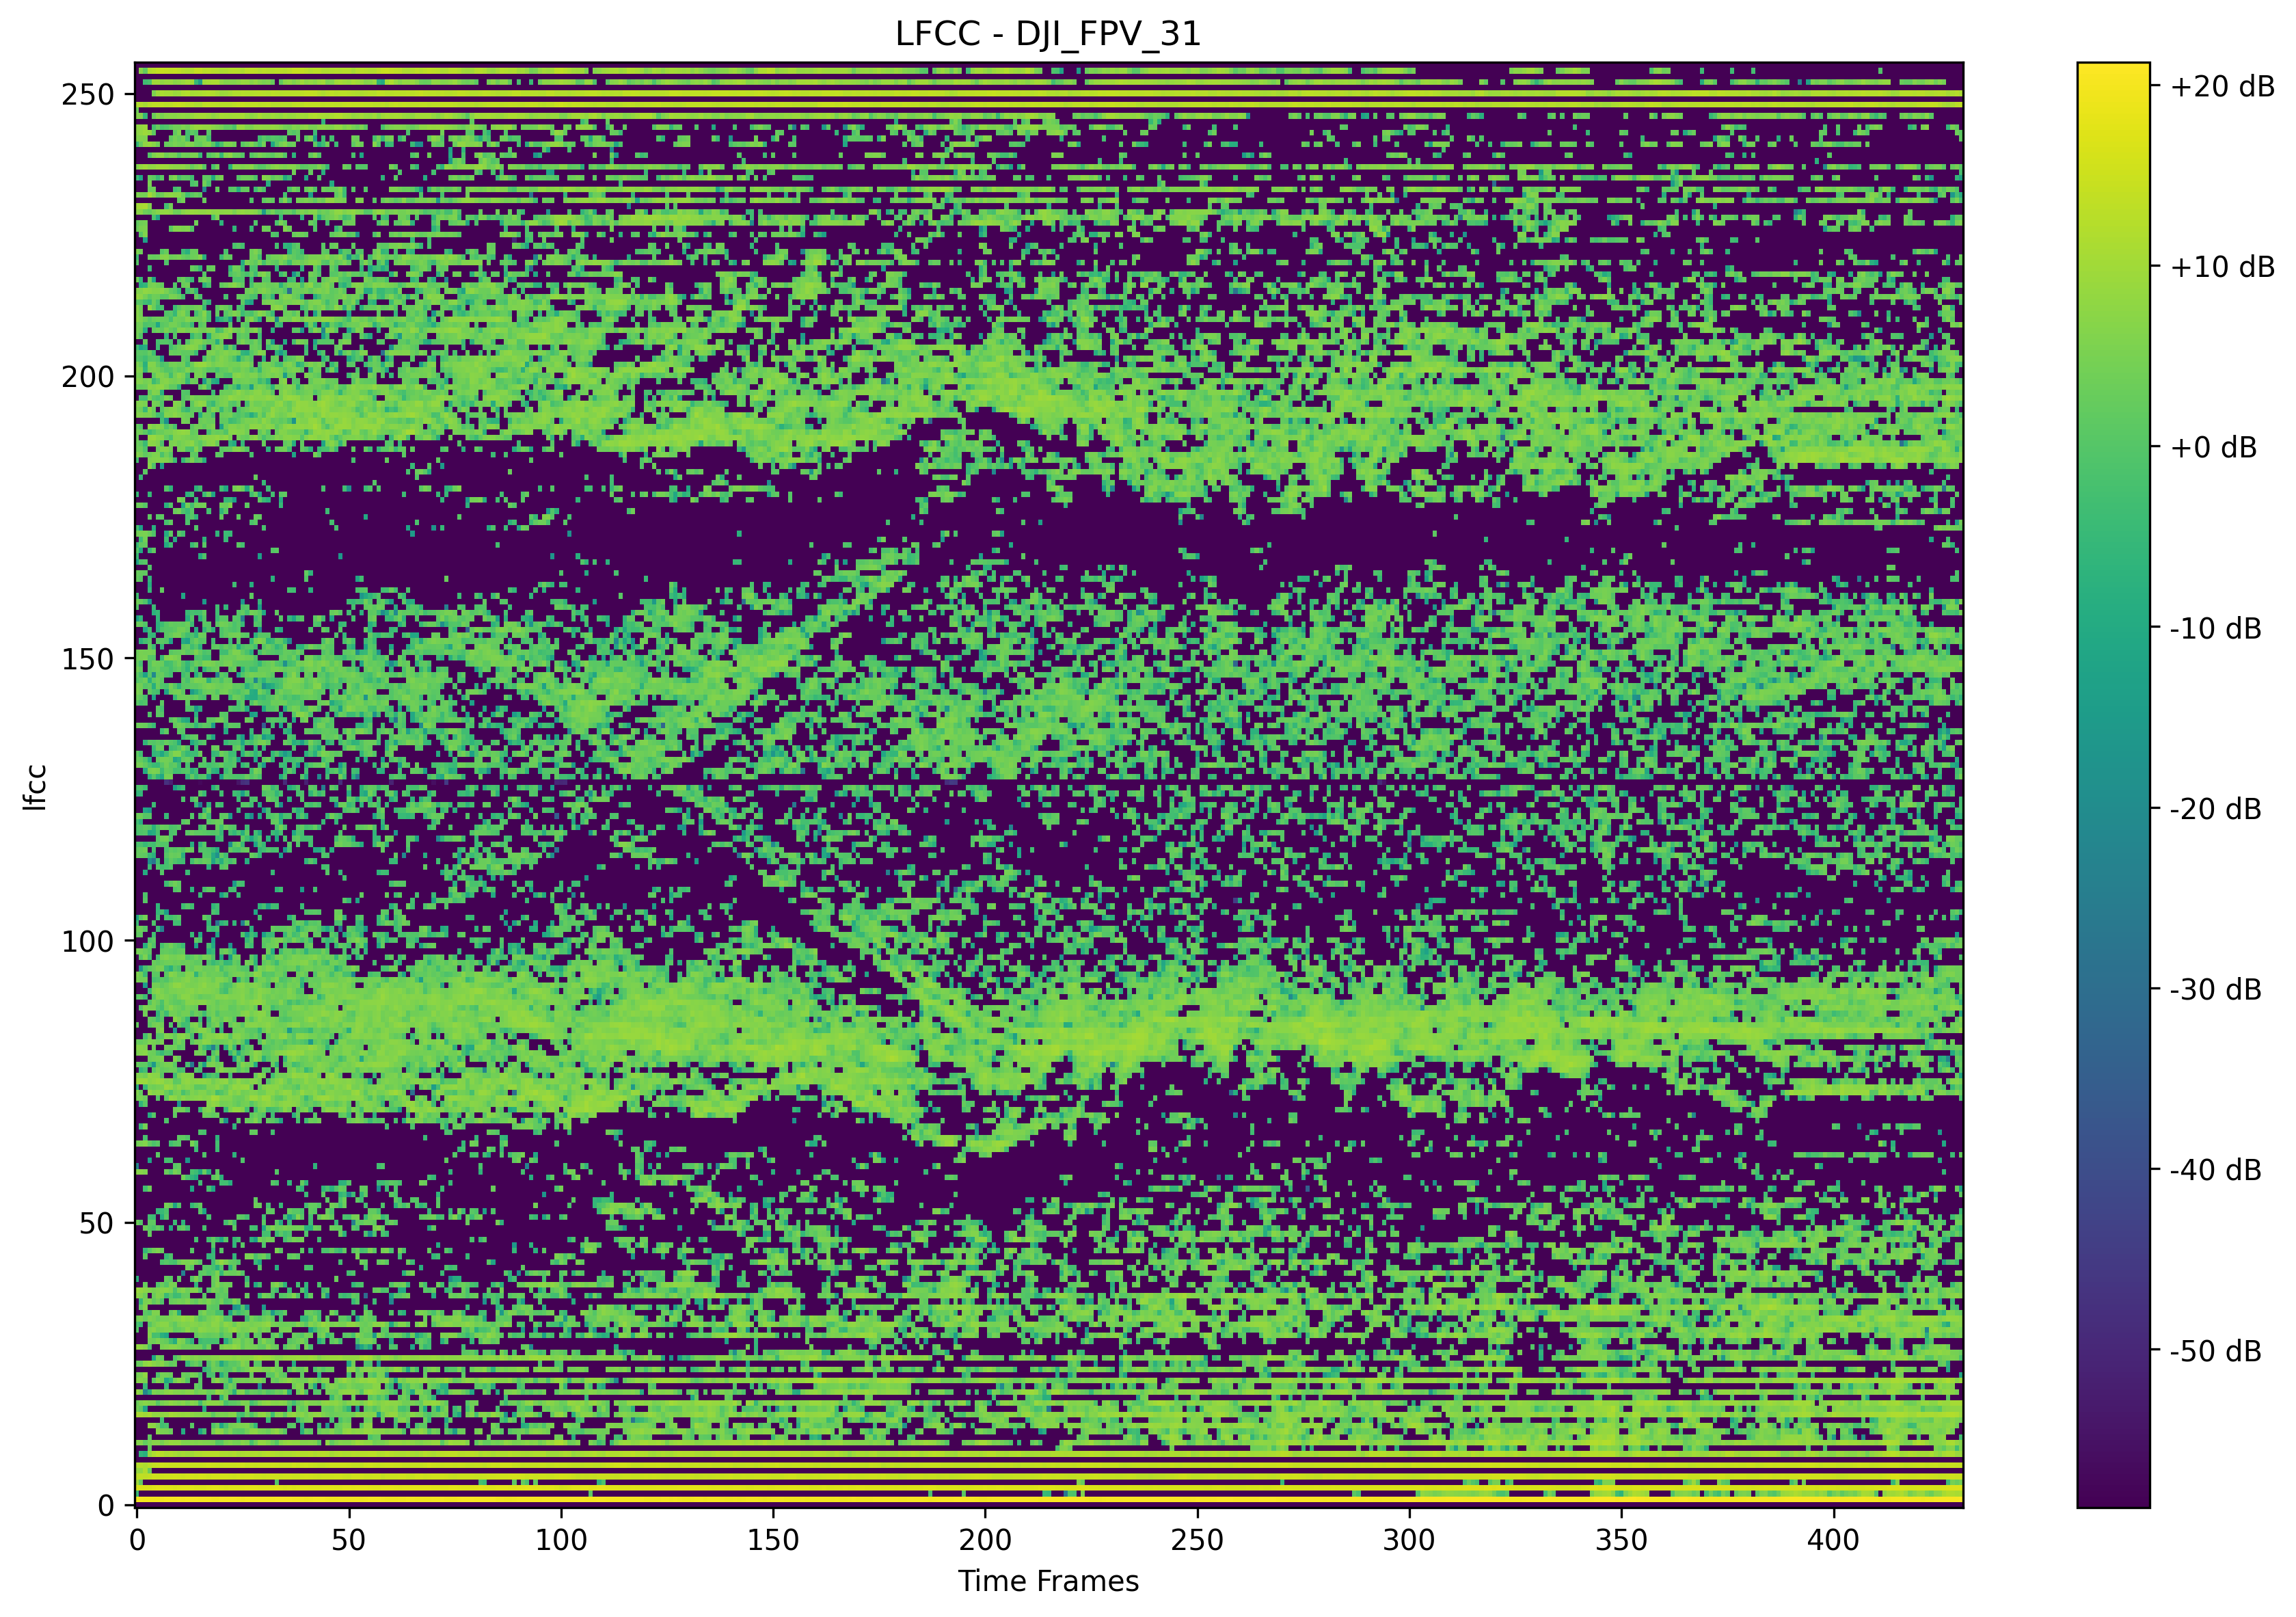 LFCC - DJI_FPV_31
250
200
150
100
50
0
lfcc
0 50 100 150 200 250 300 350 400
Time Frames
+20 dB
+10 dB
+0 dB
-10 dB
-20 dB
-30 dB
-40 dB
-50 dB